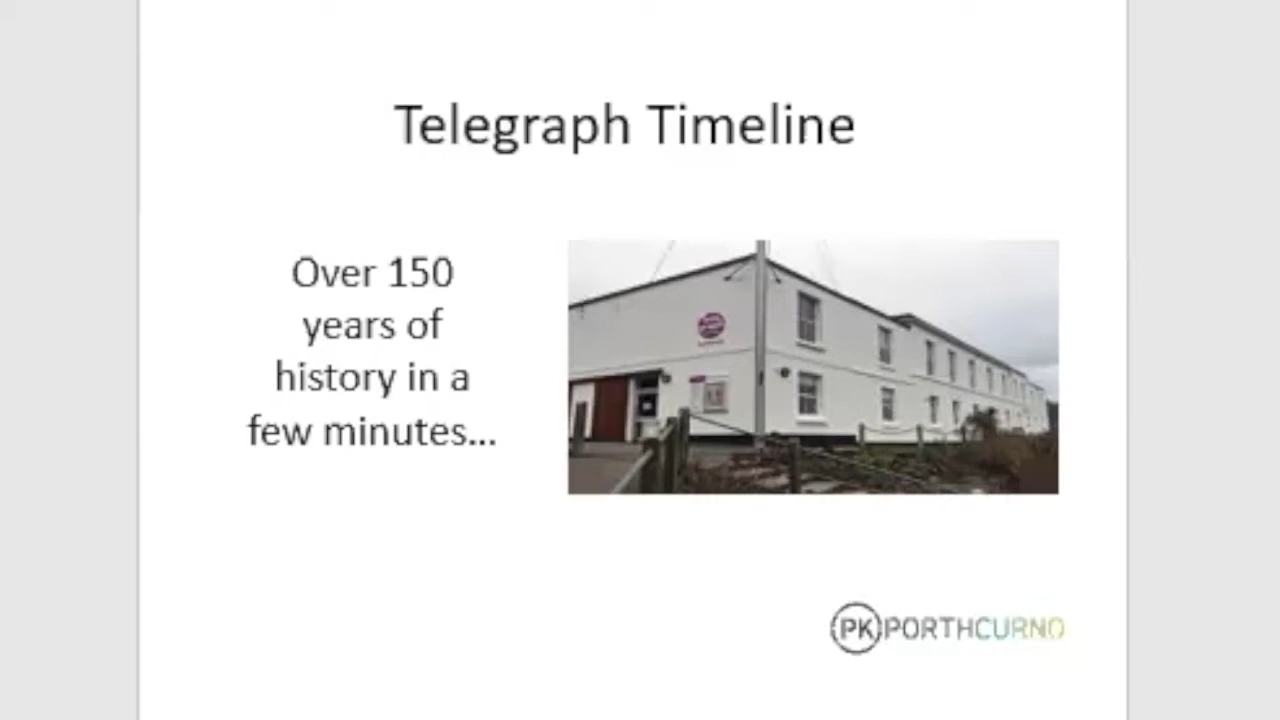 Telegraph Timeline
Over 150
years of
history in a
few minutes...
PK PORTHCURNO